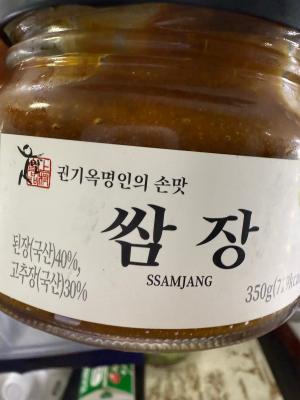 권기옥명인의 손맛
쌈장
SSAMJANG
된장(국산)40%,
고추장(국산)30%
350g